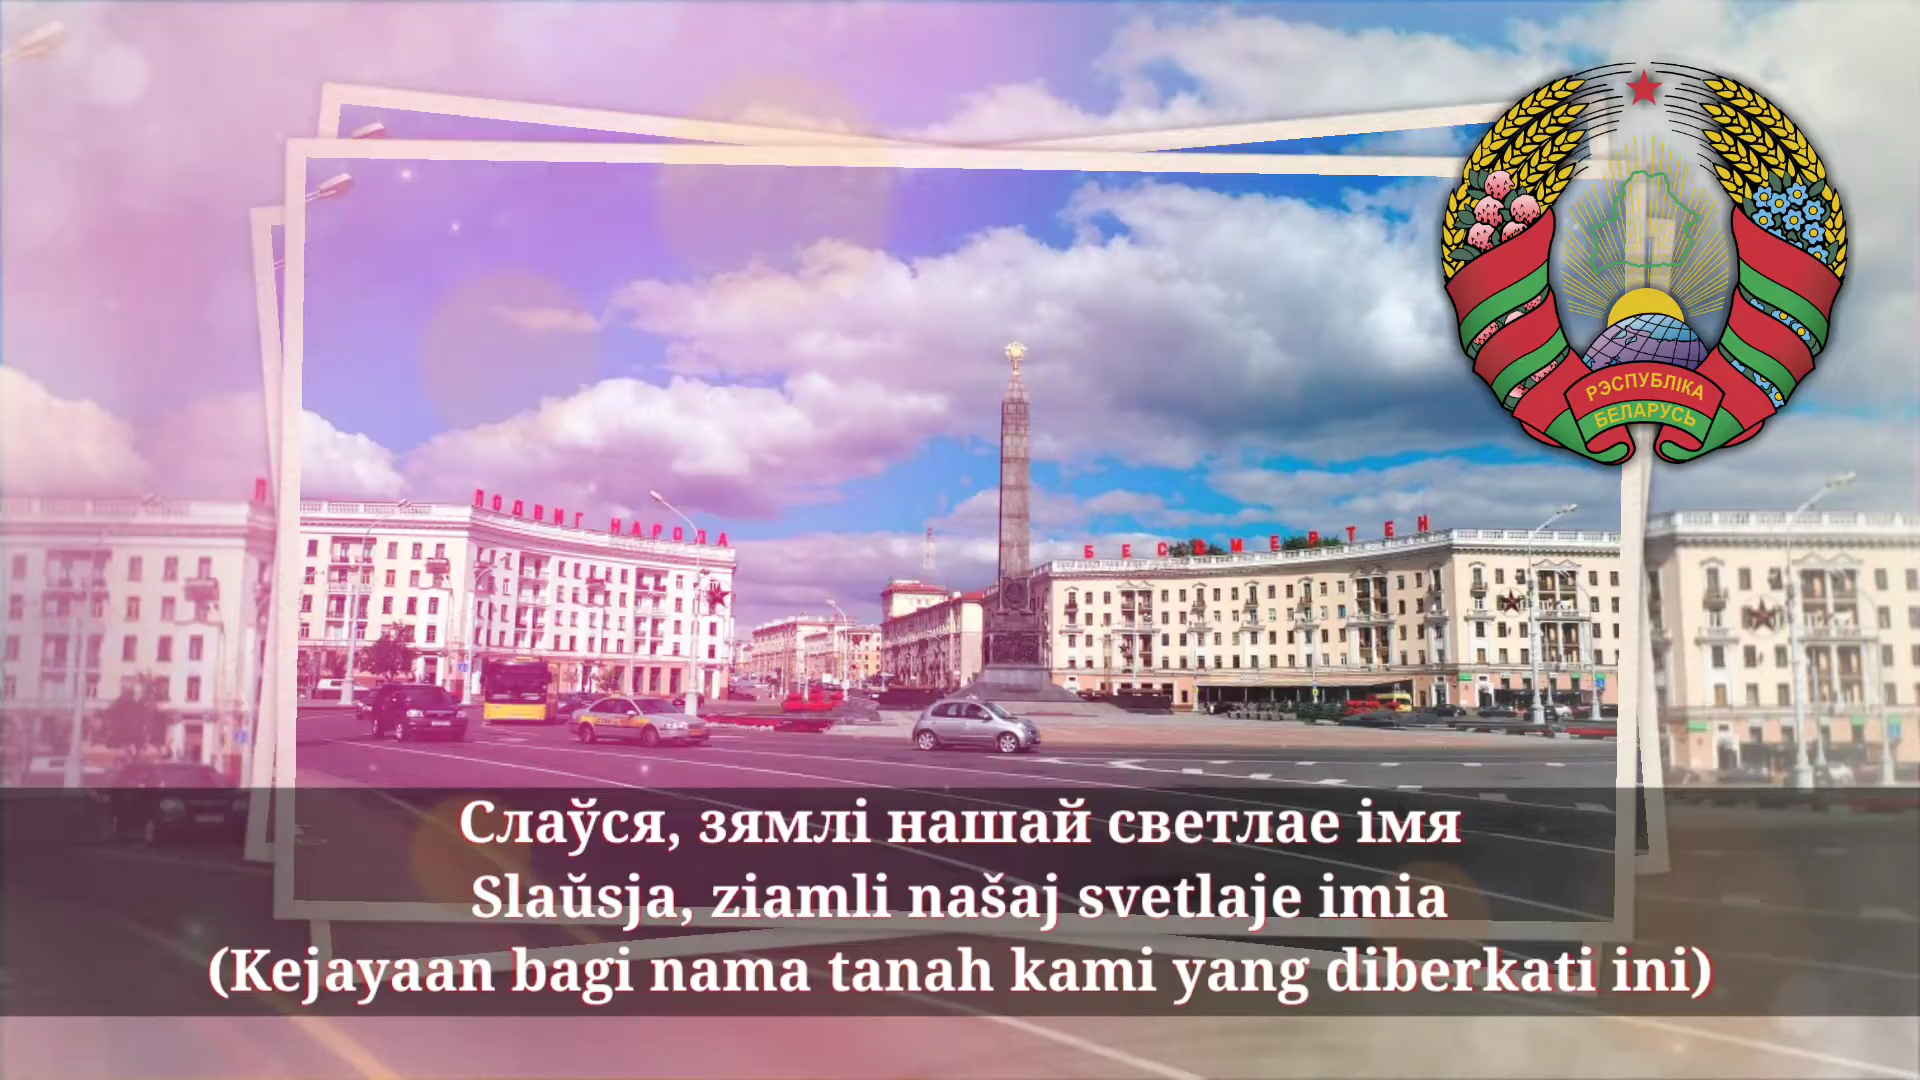 РЭСПУБЛІКА
БЕЛАРУСЬ
ПОДВИГ НАРОДА
БЕССМЕРТЕН
Слаўся, зямлі нашай светлае імя
Slaŭsja, ziamli našaj svetlaje imia
(Kejayaan bagi nama tanah kami yang diberkati ini)